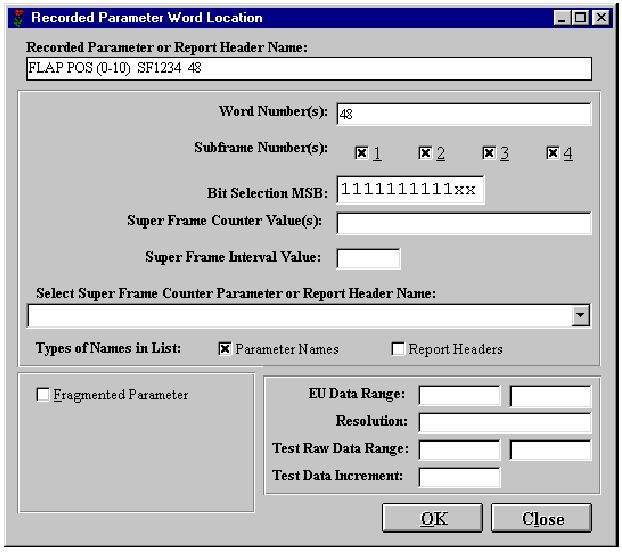 Recorded Parameter Word Location
Recorded Parameter or Report Header Name:
FLAP POS (0-10) SF1234 48
Word Number(s): 48
Subframe Number(s): 1 2 3 4
Bit Selection MSB: 1111111111xx
Super Frame Counter Value(s):
Super Frame Interval Value:
Select Super Frame Counter Parameter or Report Header Name:
Types of Names in List: Parameter Names Report Headers
Fragmented Parameter
EU Data Range:
Resolution:
Test Raw Data Range:
Test Data Increment:
OK Close